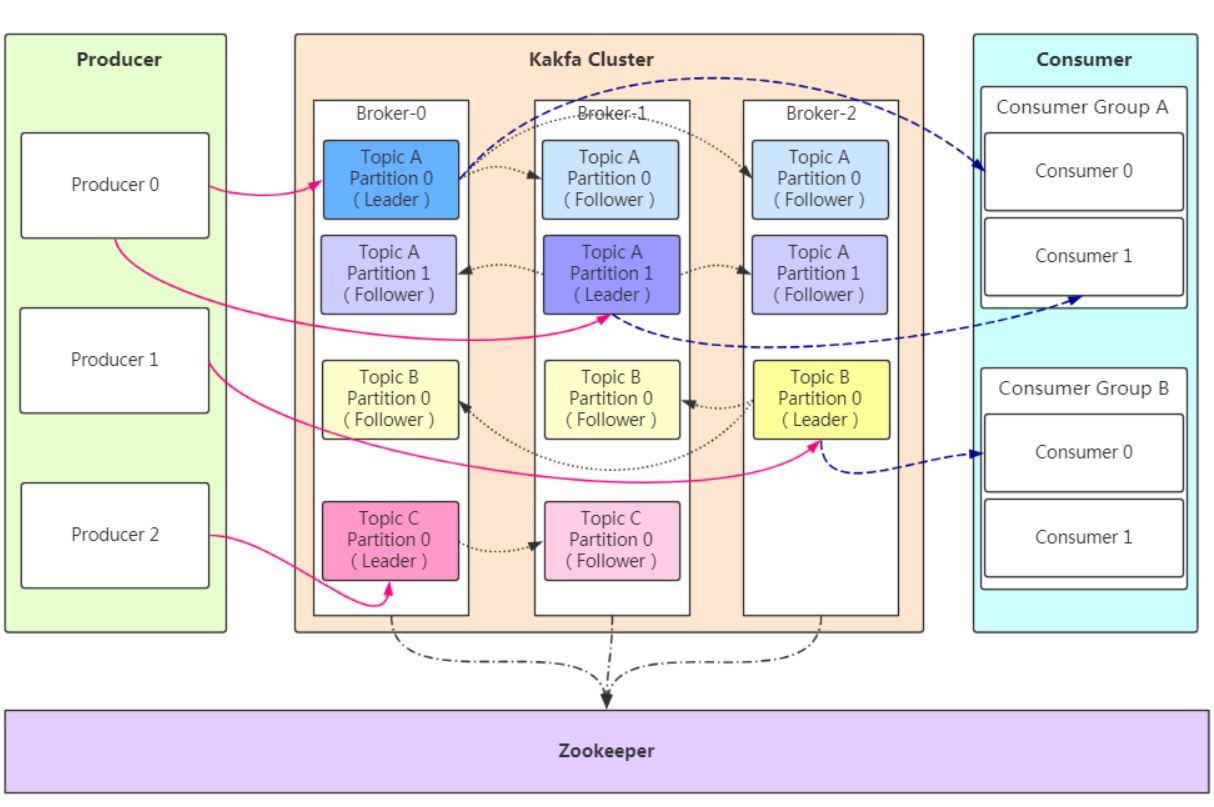 Producer
Producer 0
Producer 1
Producer 2
Kakfa Cluster
Broker-0
Topic A
Partition 0
( Leader )
Topic A
Partition 1
( Follower )
Topic B
Partition 0
( Follower )
Topic C
Partition 0
( Leader )
Broker-1
Topic A
Partition 0
( Follower )
Topic A
Partition 1
( Leader )
Topic B
Partition 0
( Follower )
Topic C
Partition 0
( Follower )
Broker-2
Topic A
Partition 0
( Follower )
Topic A
Partition 1
( Follower )
Topic B
Partition 0
( Leader )
Consumer
Consumer Group A
Consumer 0
Consumer 1
Consumer Group B
Consumer 0
Consumer 1
Zookeeper